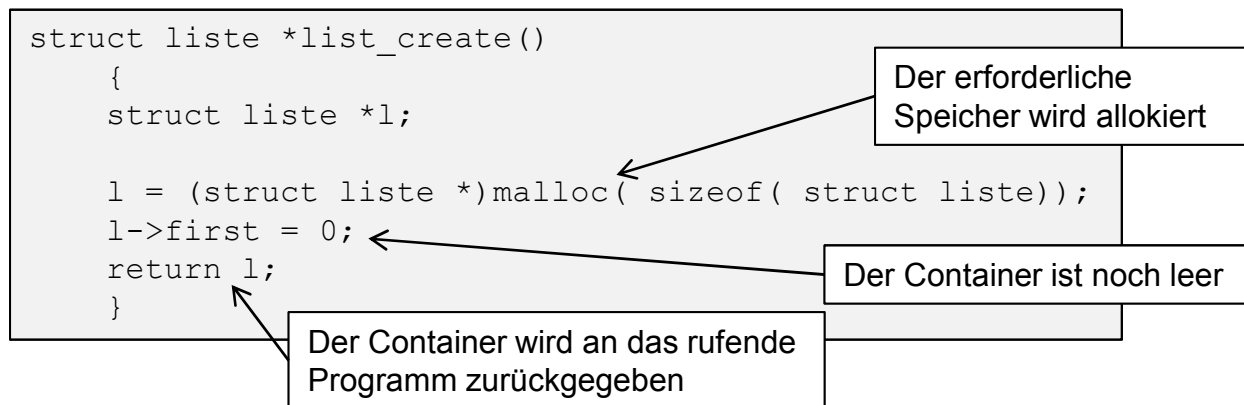 struct liste *list_create()
{
struct liste *l;
Der erforderliche
Speicher wird allokiert
l = (struct liste *)malloc( sizeof( struct liste));
l->first = 0;
return l;
Der Container ist noch leer
}
Der Container wird an das rufende
Programm zurückgegeben